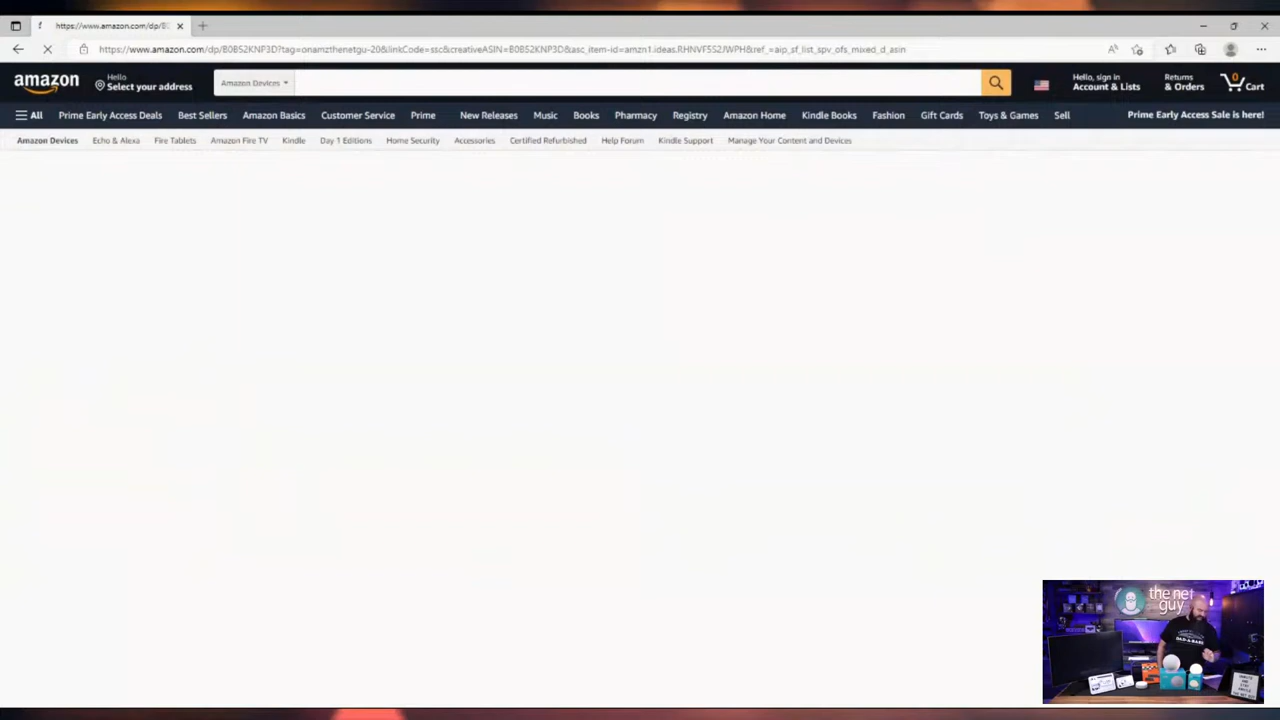 https://www.amazon.com/dp/B0
https://www.amazon.com/dp/B0BS2KNP3D?tag=onamzthenetgu-20&linkCode=ssc&creativeASIN=B0BS2KNP3D&asc_item-id=amzn1.ideas.RHNVF5S2JWPH&ref_=aip_sf_list_spv_ofs_mixed_d_asin
amazon
Hello
Select your address
Amazon Devices
Hello, sign in
Account & Lists
Returns
& Orders
0
Cart
All
Prime Early Access Deals
Best Sellers
Amazon Basics
Customer Service
Prime
New Releases
Music
Books
Pharmacy
Registry
Amazon Home
Kindle Books
Fashion
Gift Cards
Toys & Games
Sell
Prime Early Access Sale is here!
Amazon Devices
Echo & Alexa
Fire Tablets
Amazon Fire TV
Kindle
Day 1 Editions
Home Security
Accessories
Certified Refurbished
Help Forum
Kindle Support
Manage Your Content and Devices
the net
guy
DAD-A-BASE